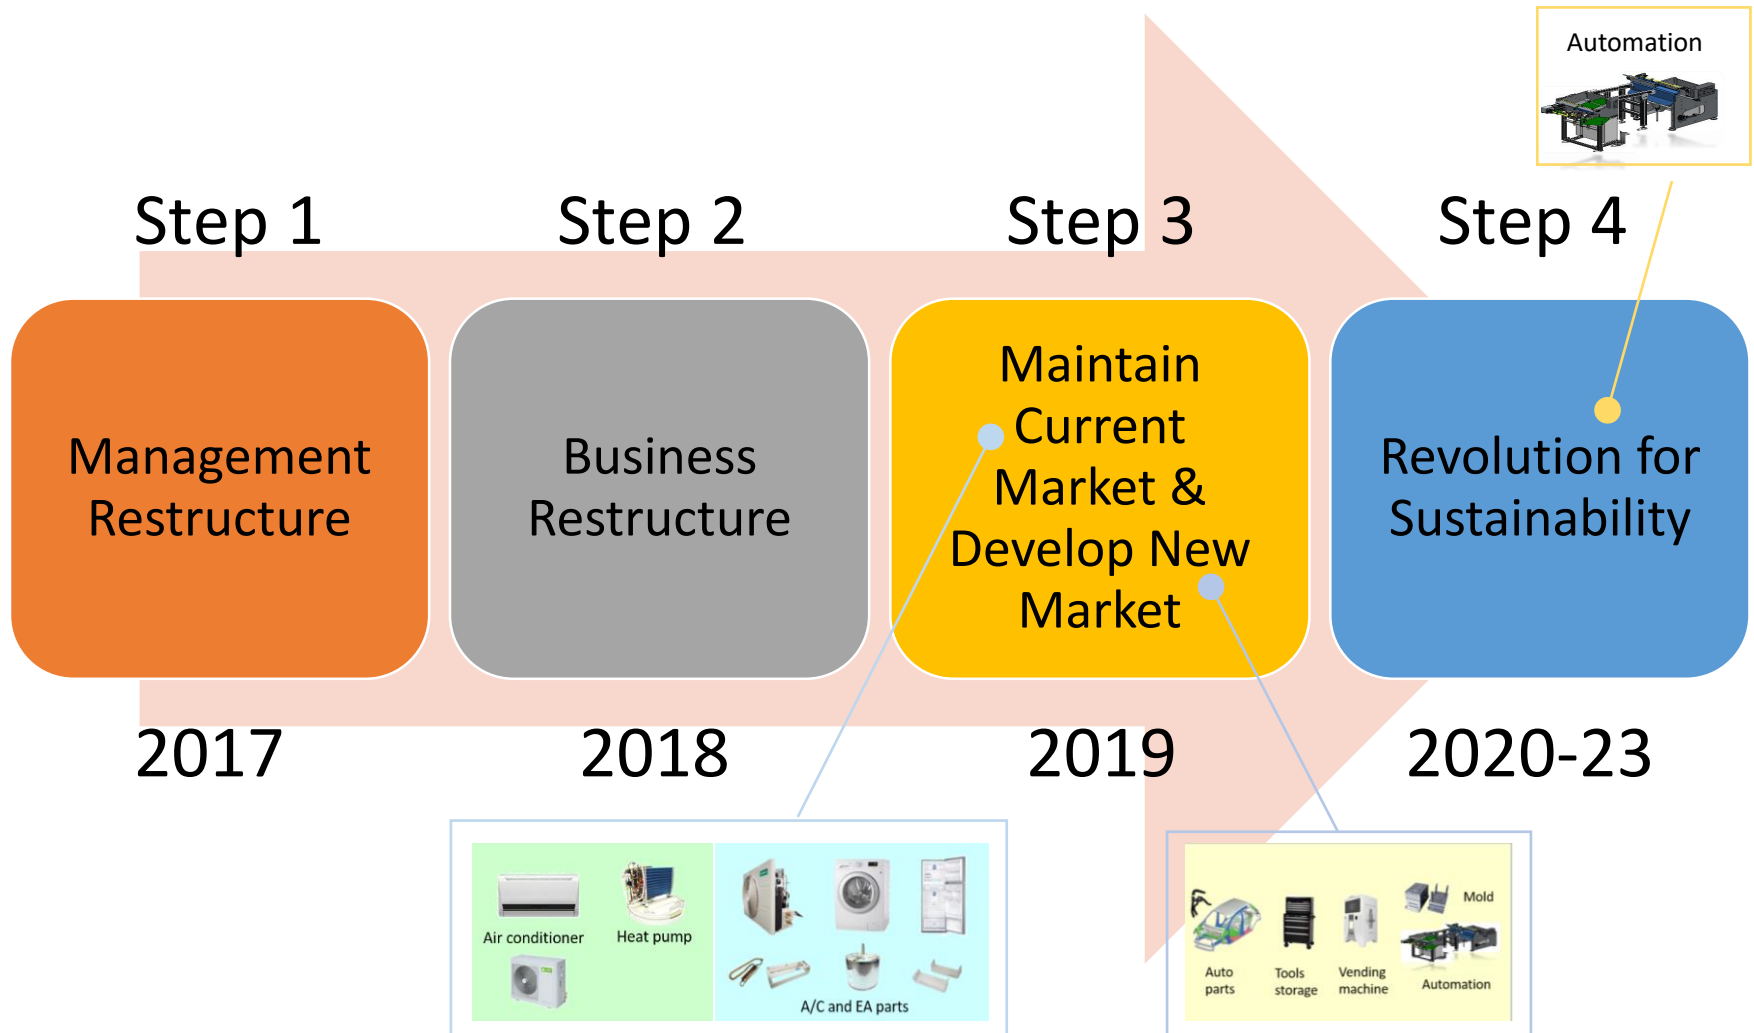 Automation
Step 1
Step 2
Step 3
Step 4
Management
Restructure
Business
Restructure
Maintain
Current
Market &
Develop New
Market
Revolution for
Sustainability
2017
2018
2019
2020-23
Air conditioner
Heat pump
A/C and EA parts
Auto
parts
Tools
storage
Vending
machine
Mold
Automation